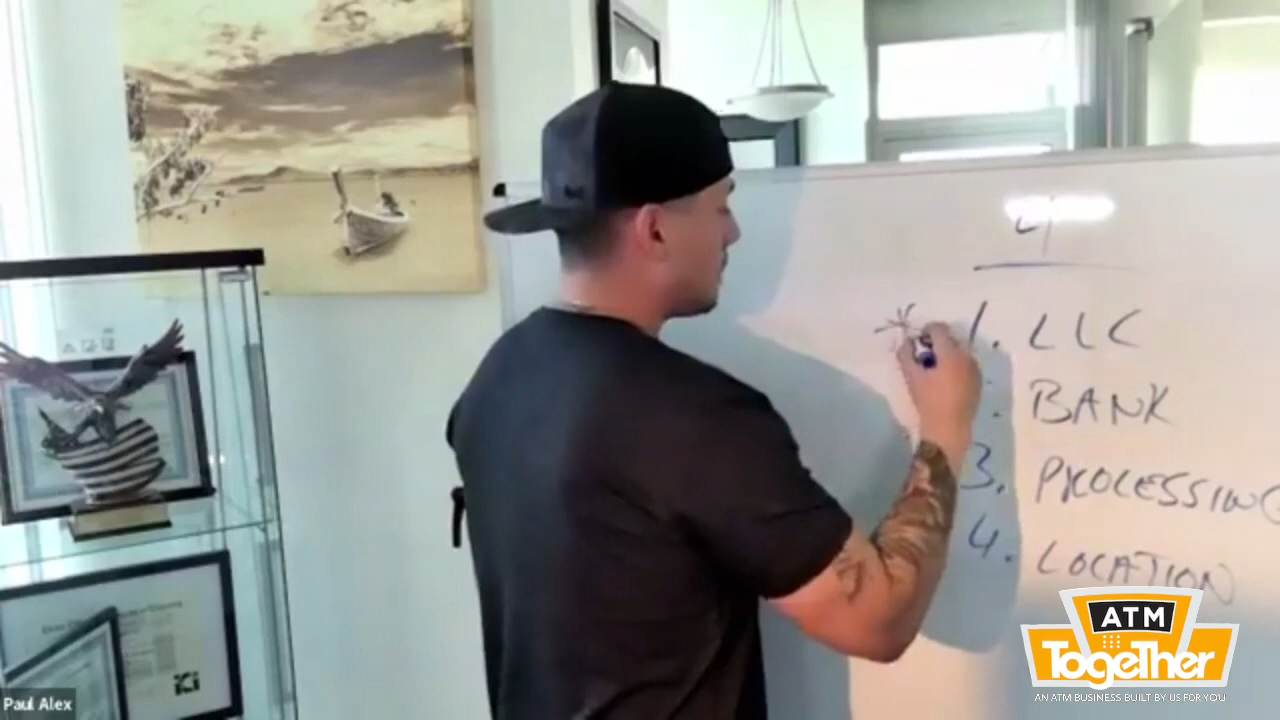 1. LLC
. BANK
3. PROCESSING
4. LOCATION
ATM
TogeTher
AN ATM BUSINESS BUILT BY US FOR YOU
Paul Alex